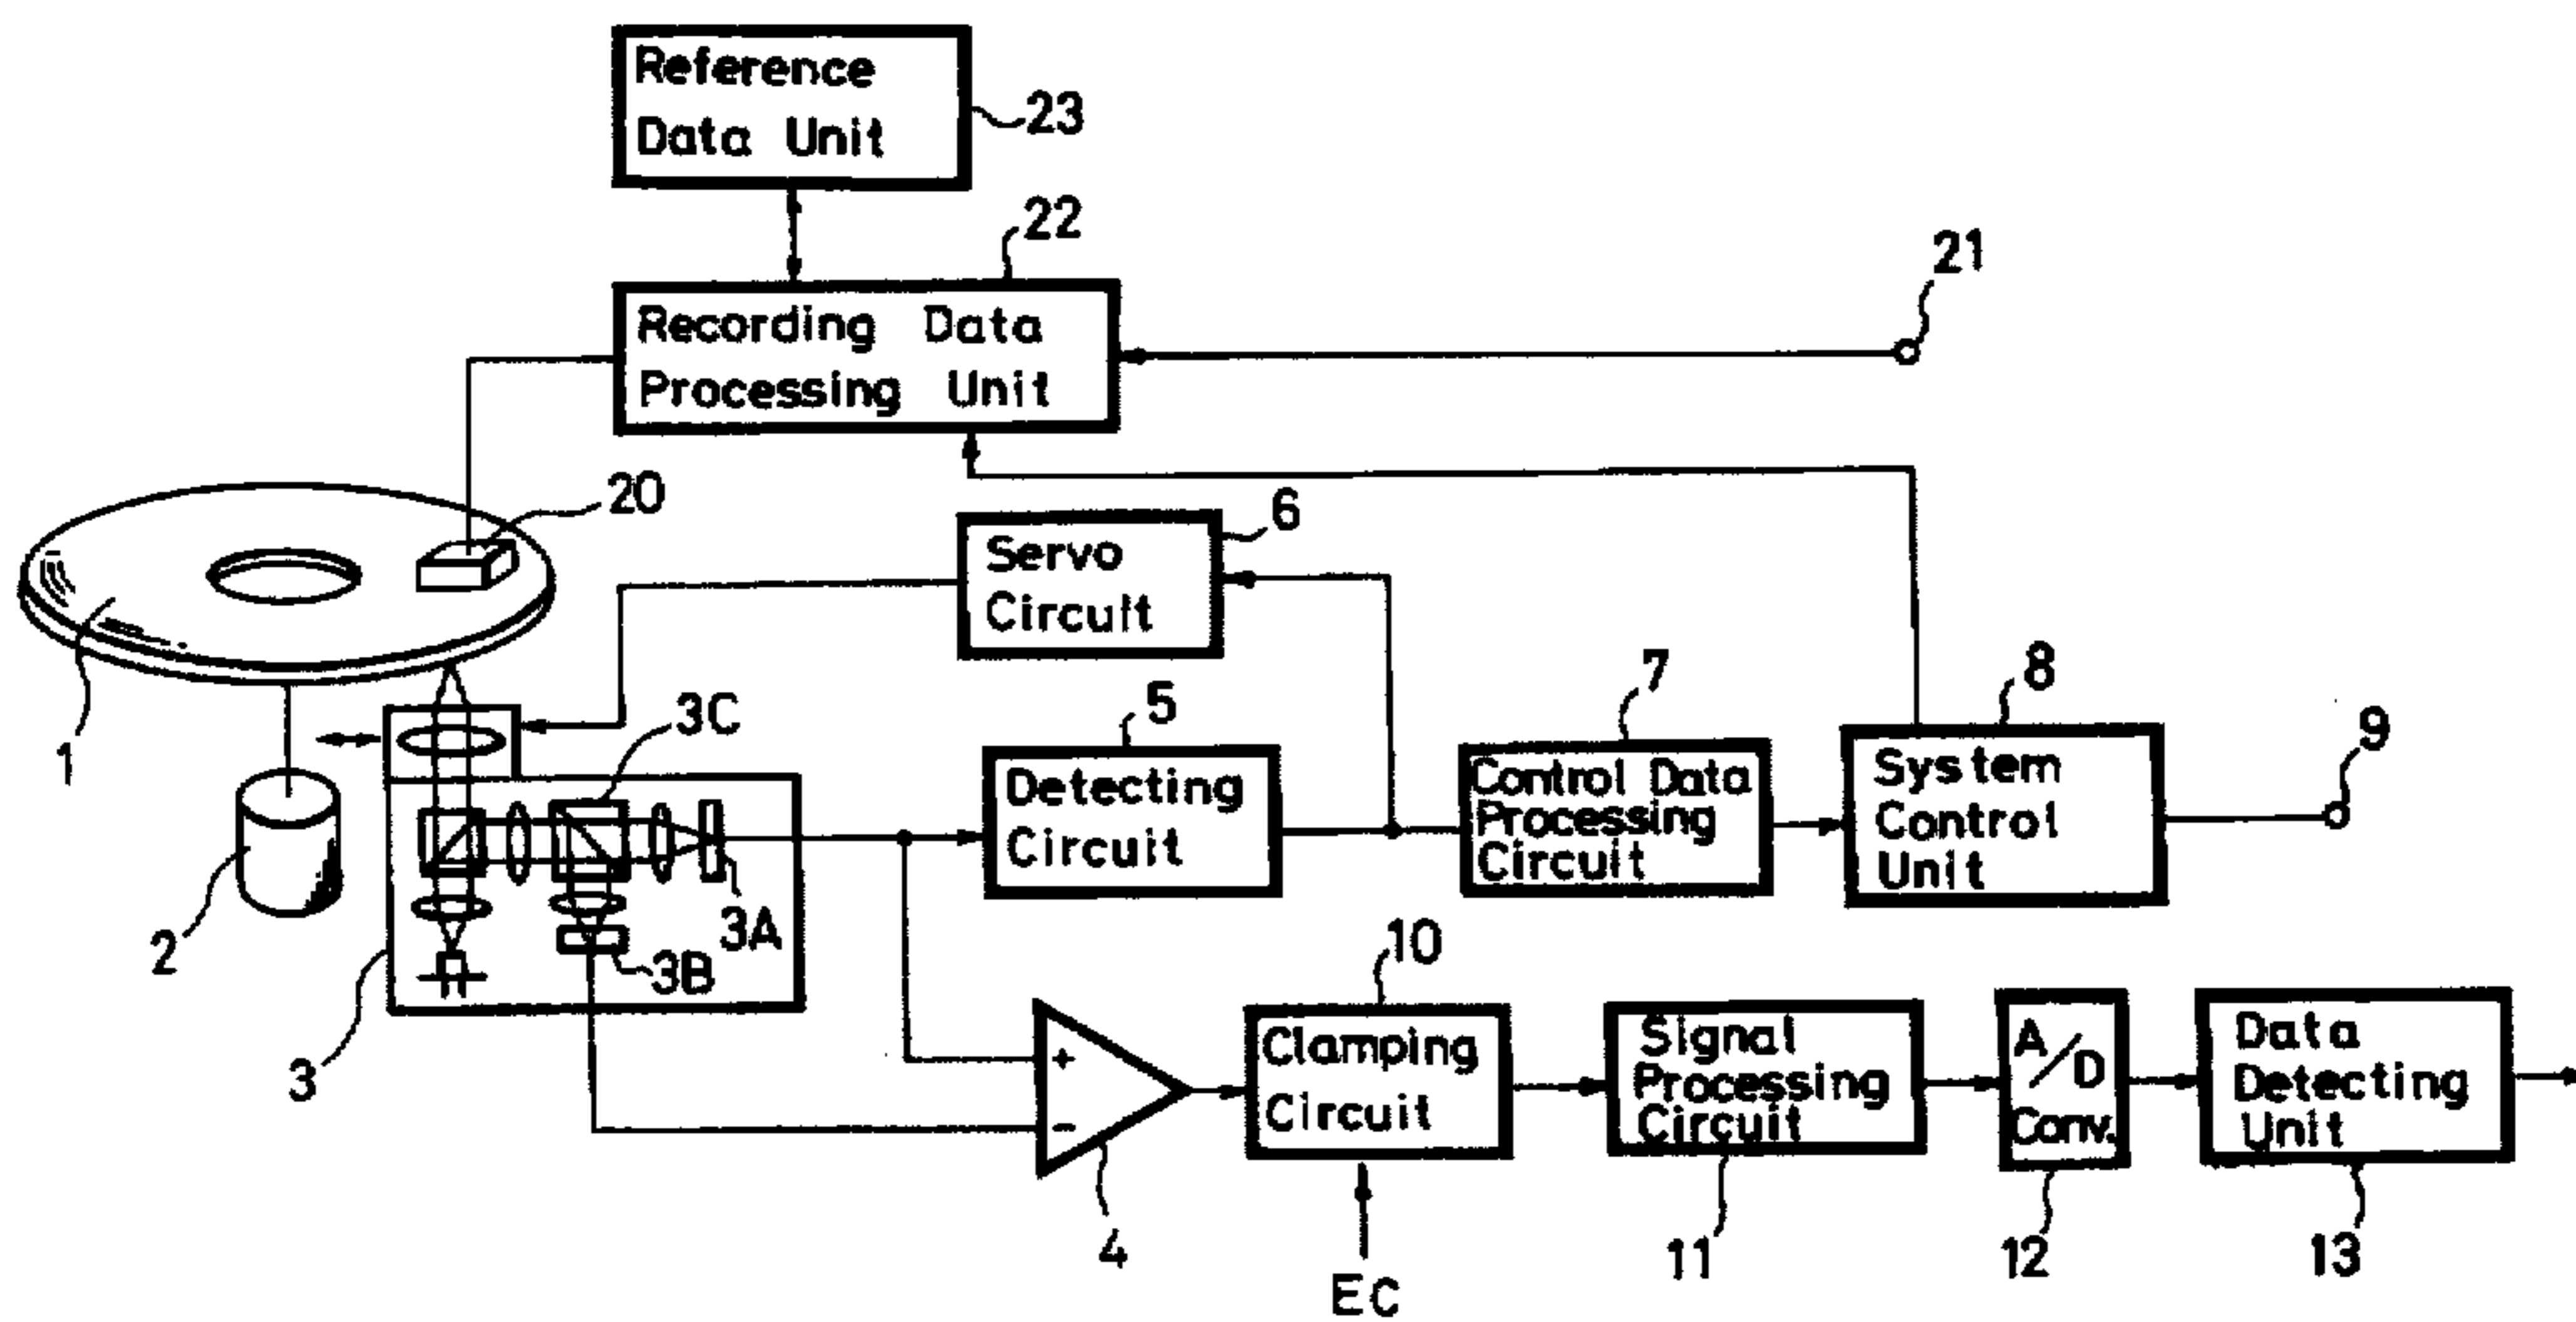 Reference
Data Unit
23
22
21
Recording Data
Processing Unit
20
6
Servo
Circuit
1
2
3
3C
3A
3B
5
Detecting
Circuit
7
Control Data
Processing
Circuit
8
System
Control
Unit
9
+
−
4
10
Clamping
Circuit
EC
Signal
Processing
Circuit
11
A/D
Conv.
12
Data
Detecting
Unit
13